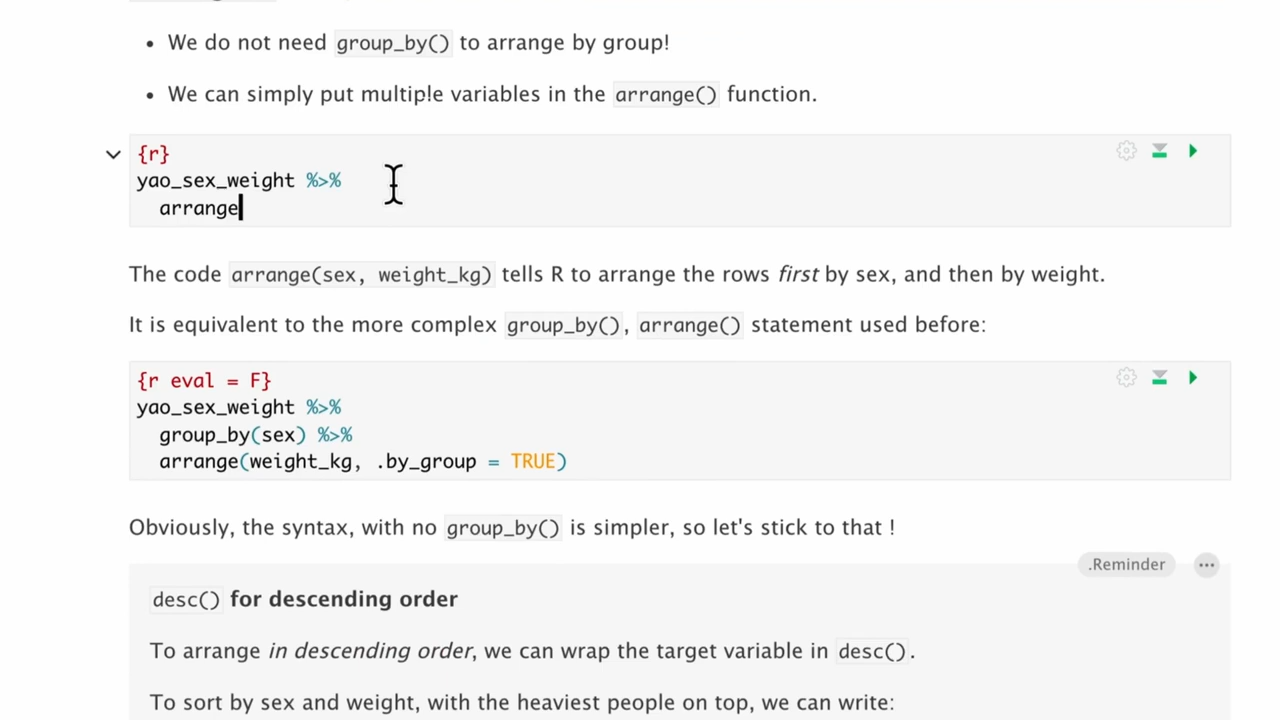 • We do not need group_by() to arrange by group!
• We can simply put multiple variables in the arrange() function.
{r}
yao_sex_weight %>%
  arrange
The code arrange(sex, weight_kg) tells R to arrange the rows first by sex, and then by weight.
It is equivalent to the more complex group_by(), arrange() statement used before:
{r eval = F}
yao_sex_weight %>%
  group_by(sex) %>%
  arrange(weight_kg, .by_group = TRUE)
Obviously, the syntax, with no group_by() is simpler, so let's stick to that !
.Reminder
desc() for descending order
To arrange in descending order, we can wrap the target variable in desc().
To sort by sex and weight, with the heaviest people on top, we can write: